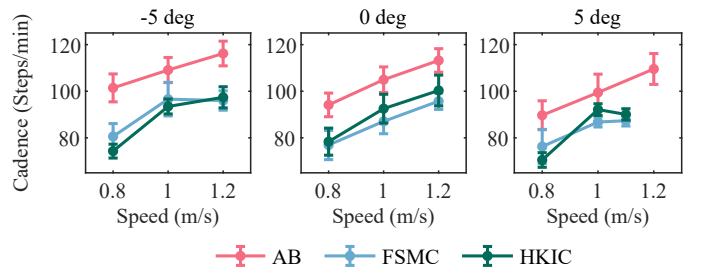 -5 deg 0 deg 5 deg
Cadence (Steps/min)
120 120 120
100 100 100
80 80 80
0.8 1 1.2 0.8 1 1.2 0.8 1 1.2
Speed (m/s) Speed (m/s) Speed (m/s)
AB FSMC HKIC